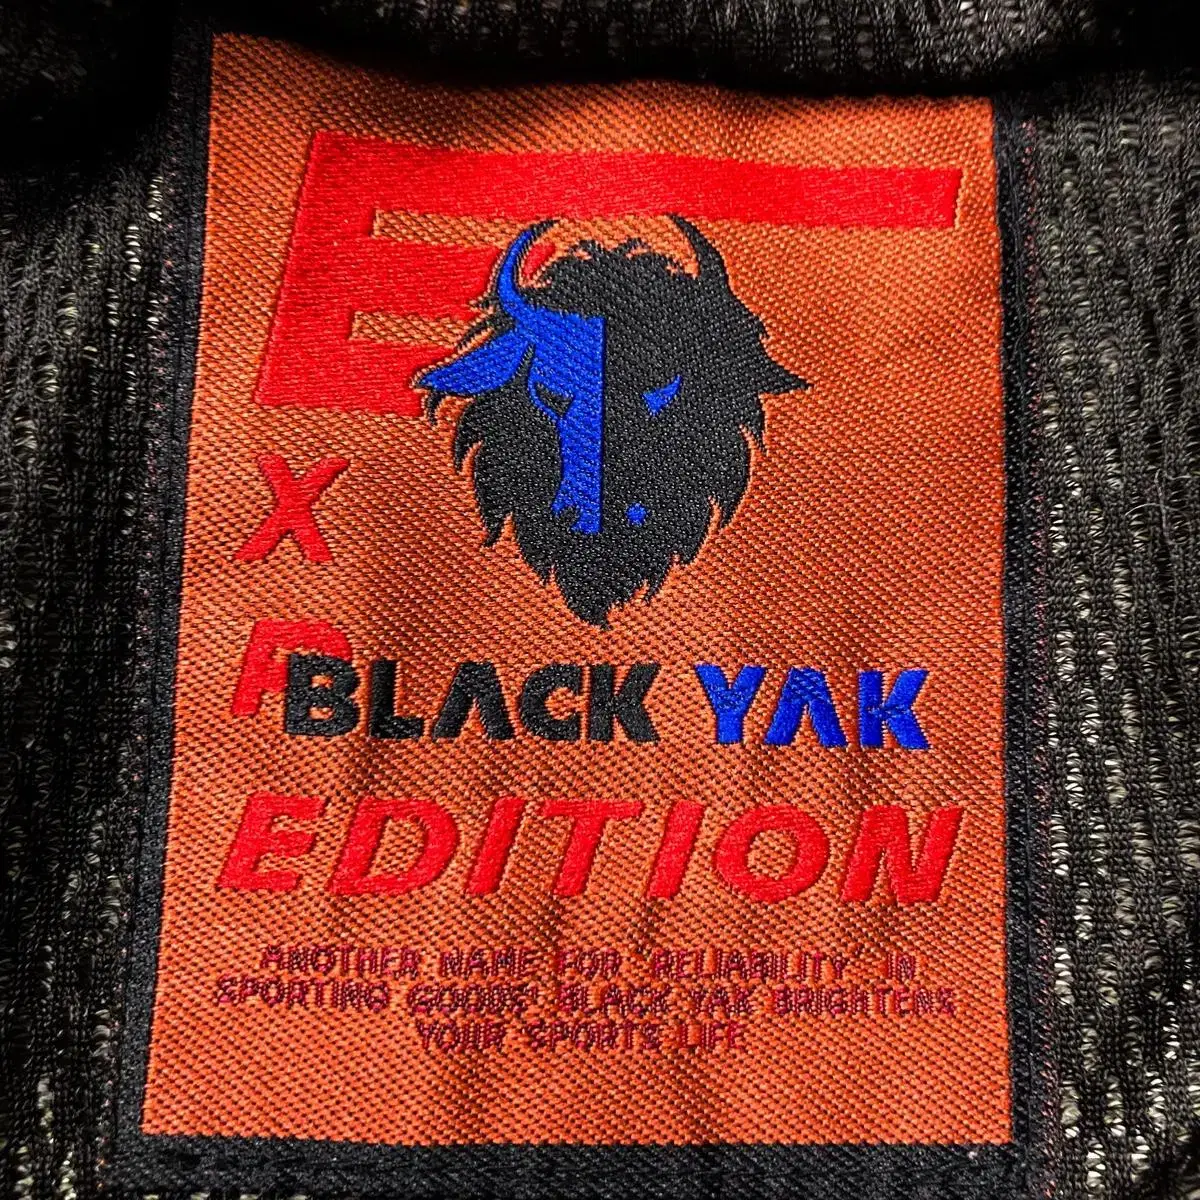 E
X
P
BLACK YAK
EDITION
ANOTHER NAME FOR 'RELIABILITY' IN
SPORTING GOODS' BLACK YAK BRIGHTENS
YOUR SPORTS LIFE